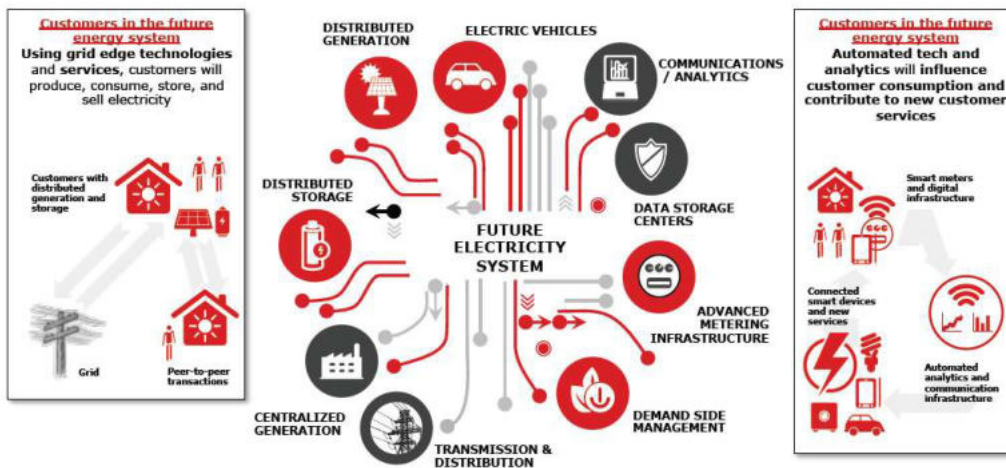 Customers in the future
energy system
Using grid edge technologies
and services, customers will
produce, consume, store, and
sell electricity
Customers with
distributed
generation and
storage
Grid
Peer-to-peer
transactions
DISTRIBUTED
GENERATION
ELECTRIC VEHICLES
COMMUNICATIONS
/ ANALYTICS
DISTRIBUTED
STORAGE
DATA STORAGE
CENTERS
FUTURE
ELECTRICITY
SYSTEM
ADVANCED
METERING
INFRASTRUCTURE
CENTRALIZED
GENERATION
TRANSMISSION &
DISTRIBUTION
DEMAND SIDE
MANAGEMENT
Customers in the future
energy system
Automated tech and
analytics will influence
customer consumption and
contribute to new customer
services
Smart meters
and digital
infrastructure
Connected
smart devices
and new
services
Automated
analytics and
communication
infrastructure